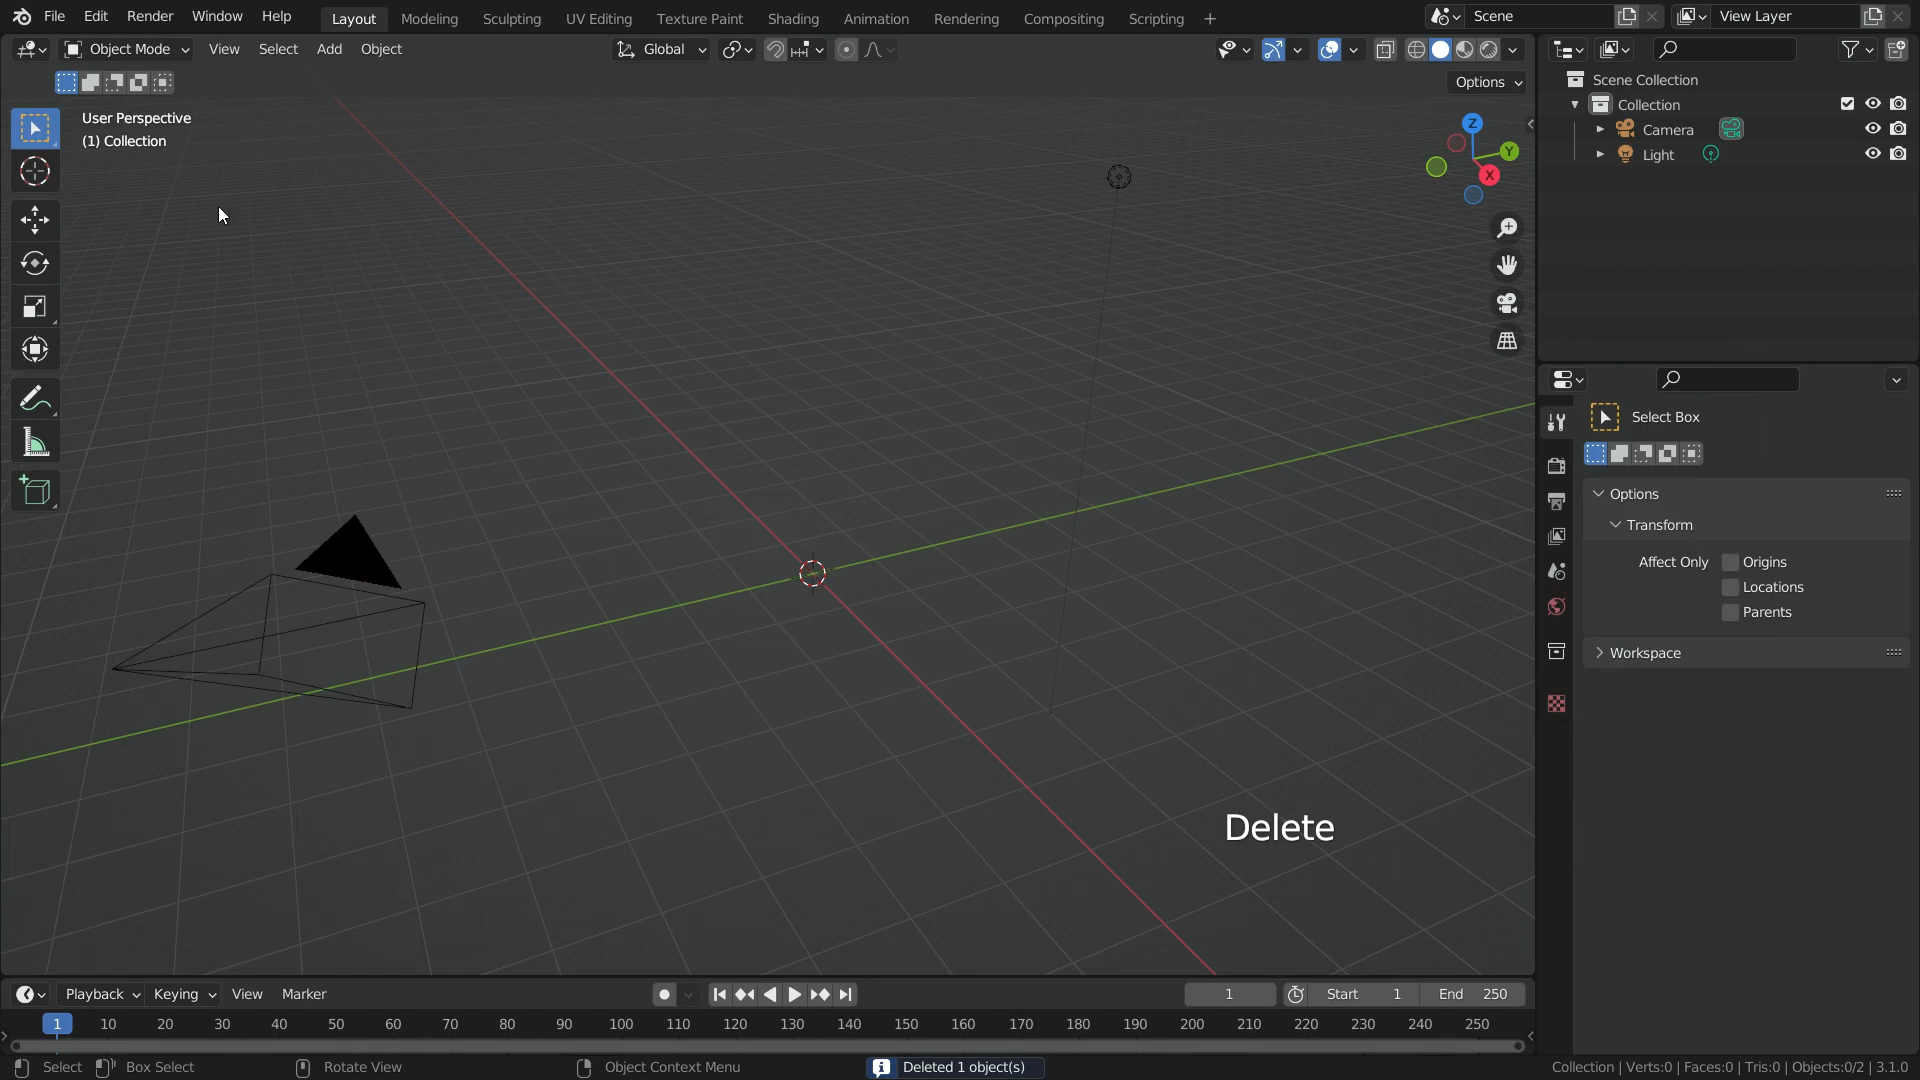 File Edit Render Window Help Layout Modeling Sculpting UV Editing Texture Paint Shading Animation Rendering Compositing Scripting + Scene View Layer
Object Mode View Select Add Object Global
Options
User Perspective
(1) Collection
Z
Y
X
Scene Collection
Collection
Camera
Light
Select Box
Options
Transform
Affect Only Origins
Locations
Parents
Workspace
Delete
Playback Keying View Marker 1 Start 1 End 250
1 10 20 30 40 50 60 70 80 90 100 110 120 130 140 150 160 170 180 190 200 210 220 230 240 250
Select Box Select Rotate View Object Context Menu Deleted 1 object(s) Collection | Verts:0 | Faces:0 | Tris:0 | Objects:0/2 | 3.1.0